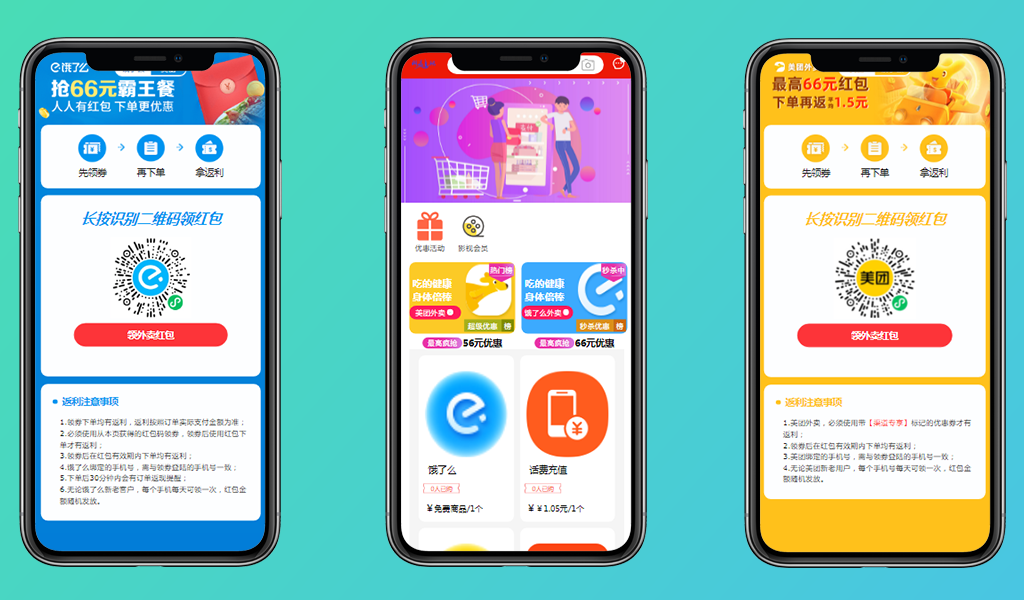 饿了么
抢66元霸王餐
人人有红包 下单更优惠
先领券
再下单
拿返利
长按识别二维码领红包
领外卖红包
返利注意事项
1.领券下单均有返利，返利按照订单实际支付金额为准；
2.必须使用从本页获得的红包码领券，领券后使用红包下
单才有返利；
3.领券后在红包有效期内下单均有返利；
4.饿了么绑定的手机号，需与领券登陆的手机号一致；
5.下单后30分钟内会有订单返现提醒；
6.无论饿了么新老客户，每个手机每天可领一次，红包金
额随机发放。
支付
优惠活动
影视会员
热门榜
吃的健康
身体倍棒
美团外卖
超级优惠 榜
秒杀中
吃的健康
身体倍棒
饿了么外卖
秒杀优惠 榜
最高疯抢 56元优惠
最高疯抢 66元优惠
饿了么
0人已购
￥免费商品/1个
话费充值
0人已购
￥￥1.05元/1个
美团外
最高66元红包
下单再返 1.5元
先领券
再下单
拿返利
长按识别二维码领红包
美团
领外卖红包
返利注意事项
1.美团外卖，必须使用带【渠道专享】标记的优惠券才有
返利；
2.领券后在红包有效期内下单均有返利；
3.美团绑定的手机号，需与领券登陆的手机号一致；
4.无论美团新老用户，每个手机号每天可领一次，红包金
额随机发放。